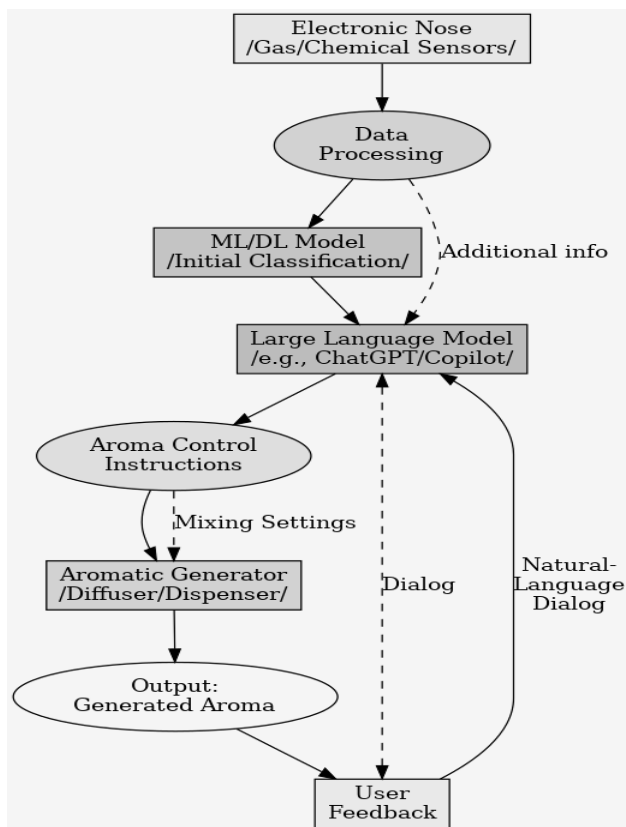 Electronic Nose
/Gas/Chemical Sensors/
Data
Processing
ML/DL Model
/Initial Classification/
Additional info
Large Language Model
/e.g., ChatGPT/Copilot/
Aroma Control
Instructions
Mixing Settings
Aromatic Generator
/Diffuser/Dispenser/
Dialog
Natural-
Language
Dialog
Output:
Generated Aroma
User
Feedback